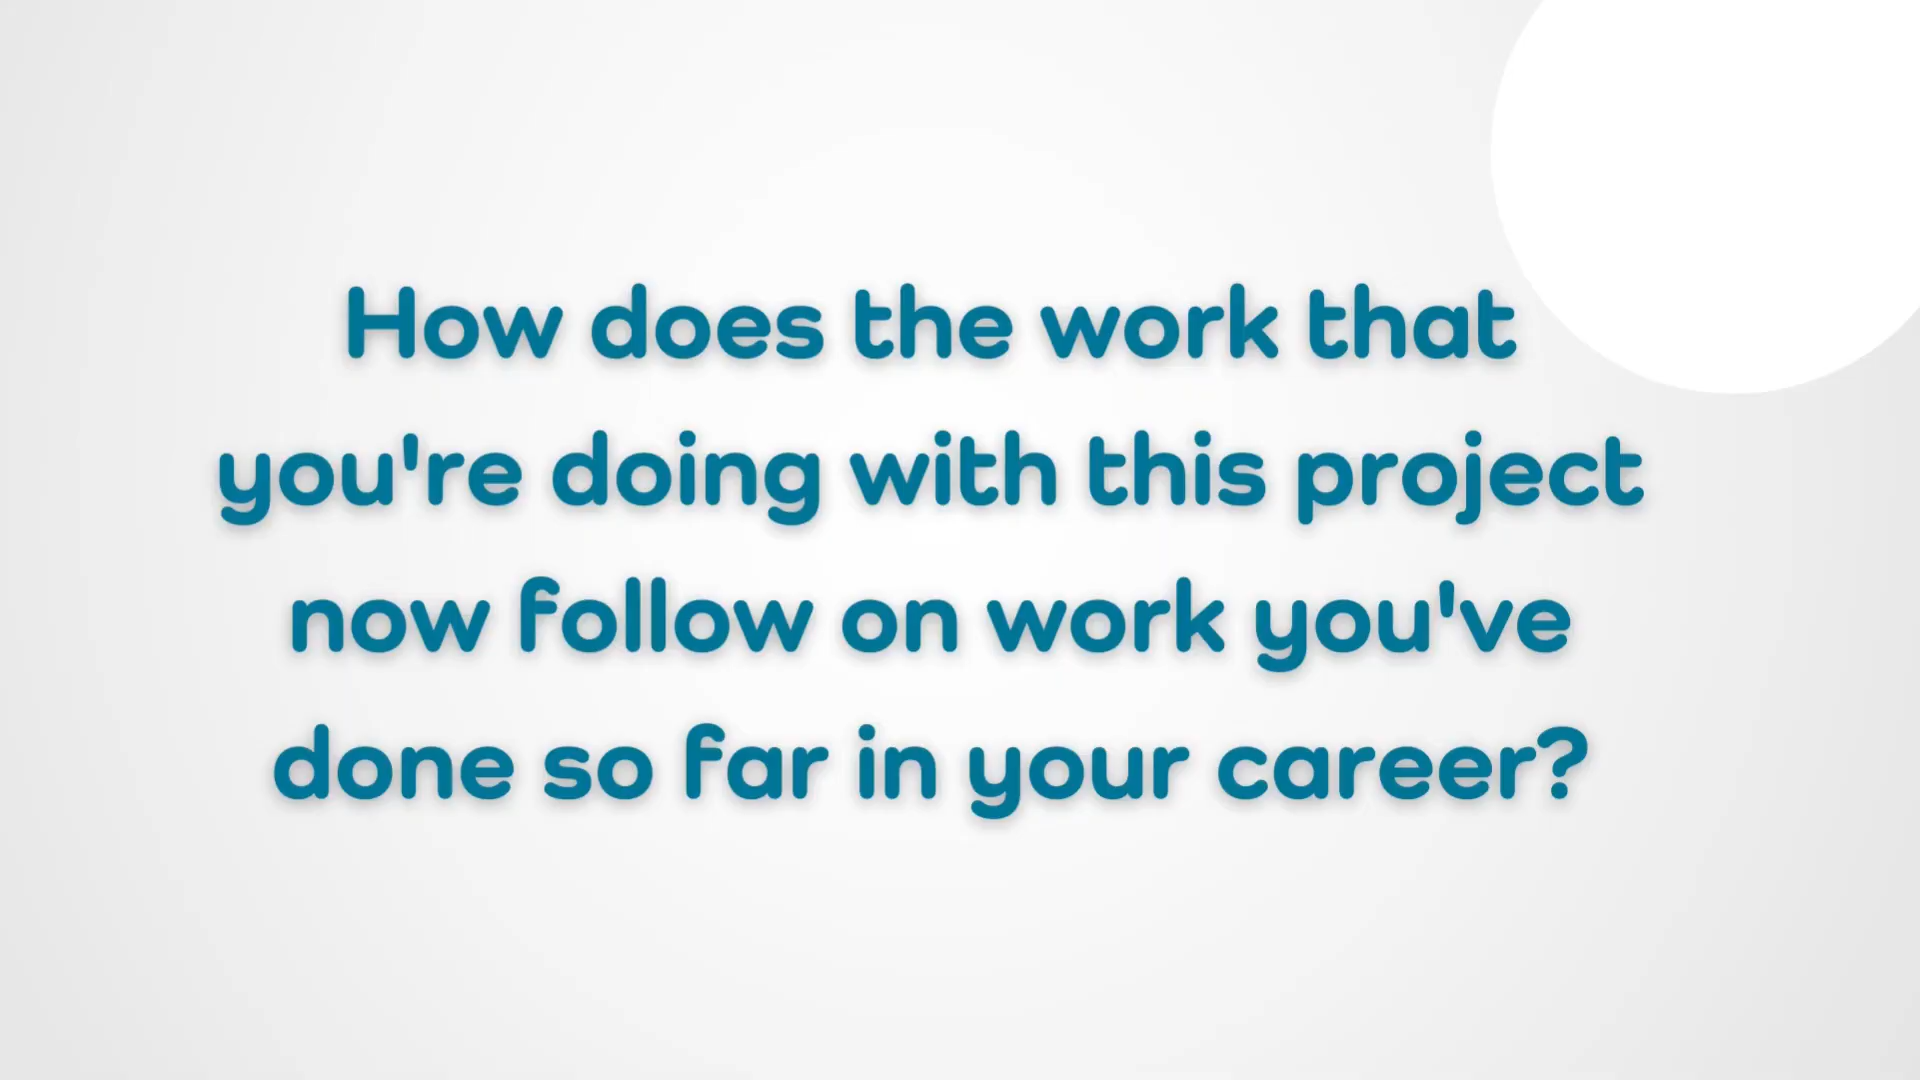 How does the work that
you're doing with this project
now follow on work you've
done so far in your career?